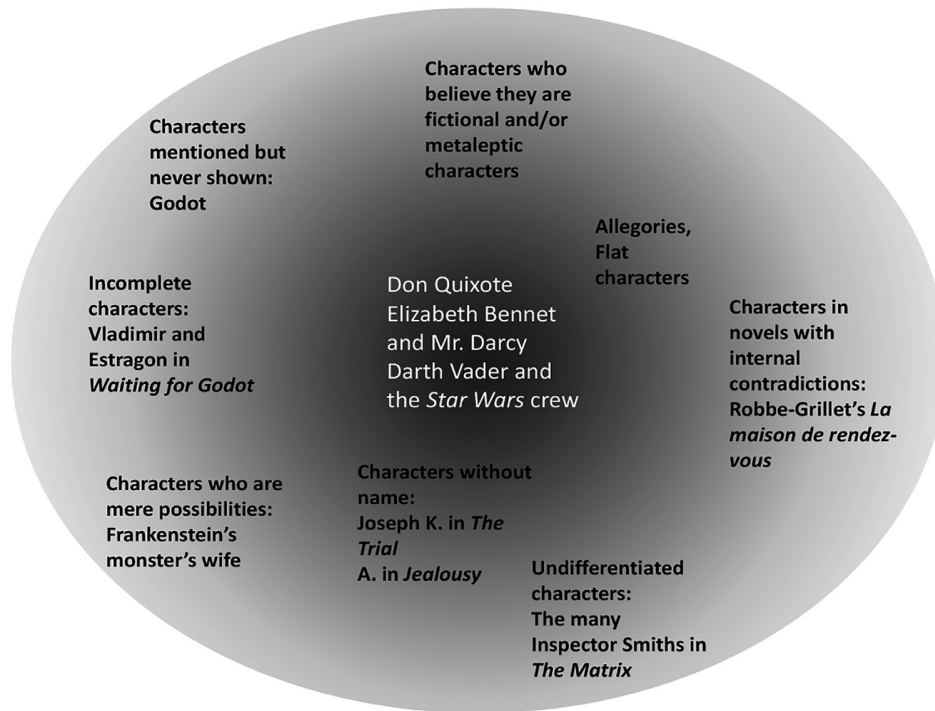 Characters who
believe they are
fictional and/or
metaleptic
characters
Characters
mentioned but
never shown:
Godot
Allegories,
Flat
characters
Incomplete
characters:
Vladimir and
Estragon in
Waiting for Godot
Don Quixote
Elizabeth Bennet
and Mr. Darcy
Darth Vader and
the Star Wars crew
Characters in
novels with
internal
contradictions:
Robbe-Grillet's La
maison de rendez-
vous
Characters who are
mere possibilities:
Frankenstein's
monster's wife
Characters without
name:
Joseph K. in The
Trial
A. in Jealousy
Undifferentiated
characters:
The many
Inspector Smiths in
The Matrix